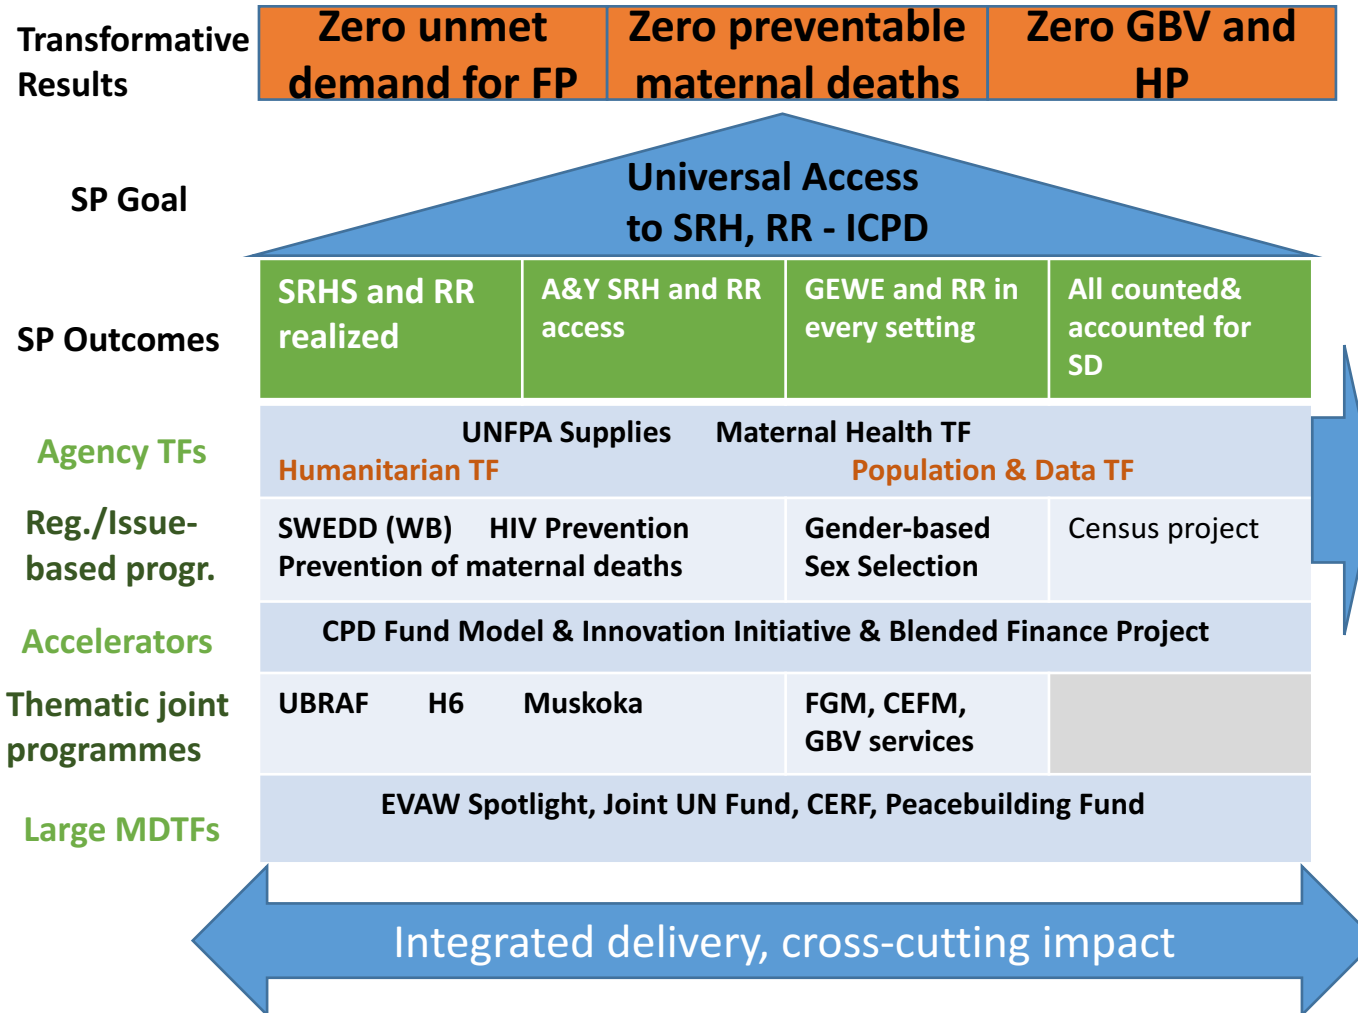 Transformative
Results
Zero unmet
demand for FP
Zero preventable
maternal deaths
Zero GBV and
HP
SP Goal
Universal Access
to SRH, RR - ICPD
SP Outcomes
SRHS and RR
realized
A&Y SRH and RR
access
GEWE and RR in
every setting
All counted&
accounted for
SD
Agency TFs
UNFPA Supplies Maternal Health TF
Humanitarian TF Population & Data TF
Reg./Issue-
based progr.
SWEDD (WB) HIV Prevention
Prevention of maternal deaths
Gender-based
Sex Selection
Census project
Accelerators
CPD Fund Model & Innovation Initiative & Blended Finance Project
Thematic joint
programmes
UBRAF H6 Muskoka
FGM, CEFM,
GBV services
Large MDTFs
EVAW Spotlight, Joint UN Fund, CERF, Peacebuilding Fund
Integrated delivery, cross-cutting impact